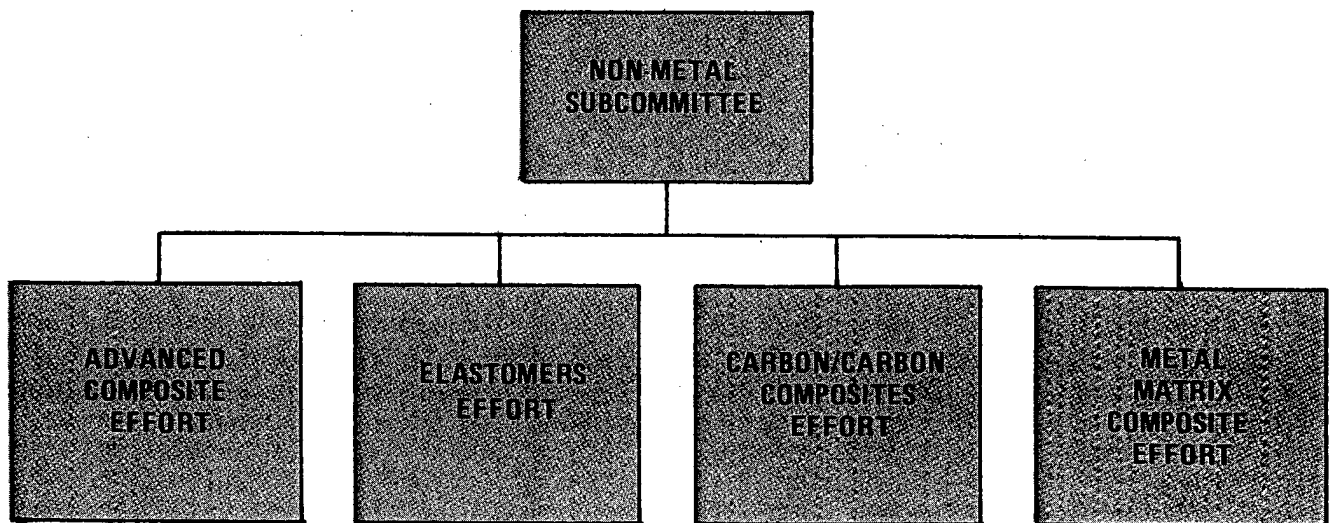 NON-METAL
SUBCOMMITTEE
ADVANCED
COMPOSITE
EFFORT
ELASTOMERS
EFFORT
CARBON/CARBON
COMPOSITES
EFFORT
METAL
MATRIX
COMPOSITE
EFFORT